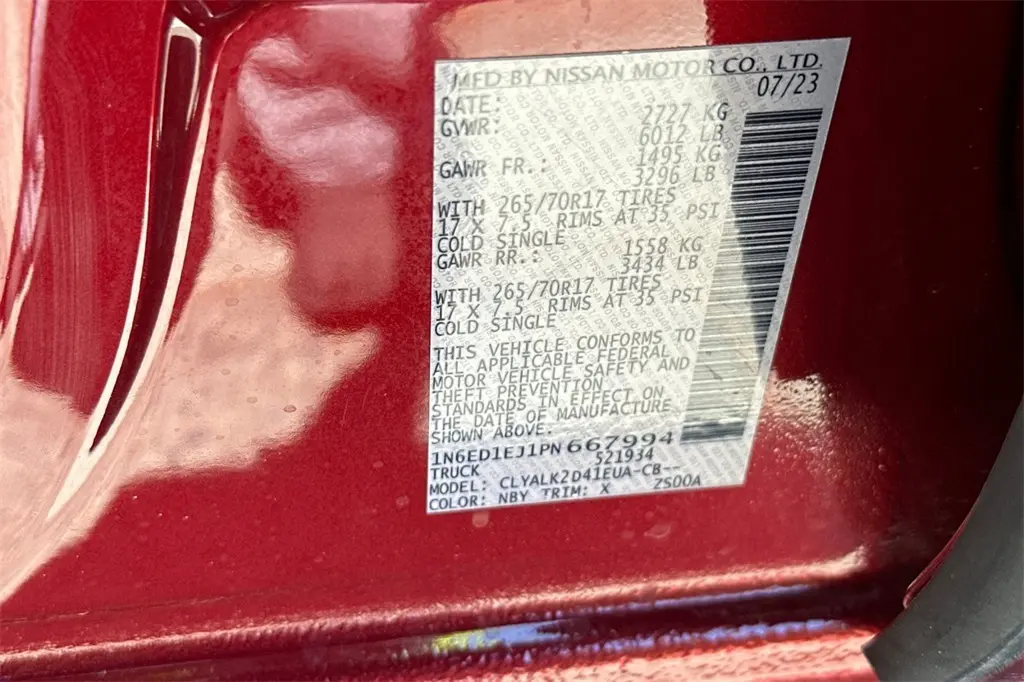 MFD BY NISSAN MOTOR CO., LTD.
DATE: 07/23
GVWR: 2727 KG
6012 LB
GAWR FR.: 1495 KG
3296 LB
WITH 265/70R17 TIRES
17 X 7.5 RIMS AT 35 PSI
COLD SINGLE
GAWR RR.: 1558 KG
3434 LB
WITH 265/70R17 TIRES
17 X 7.5 RIMS AT 35 PSI
COLD SINGLE
THIS VEHICLE CONFORMS TO
ALL APPLICABLE FEDERAL
MOTOR VEHICLE SAFETY AND
THEFT PREVENTION
STANDARDS IN EFFECT ON
THE DATE OF MANUFACTURE
SHOWN ABOVE.
1N6ED1EJ1PN667994
TRUCK 521934
MODEL: CLYALK2D41EUA-CB--
COLOR: NBY TRIM: X ZS00A